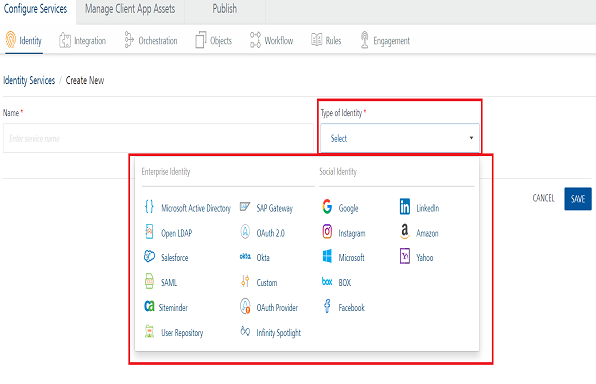 Configure Services Manage Client App Assets Publish
Identity Integration Orchestration Objects Workflow Rules Engagement
Identity Services / Create New
Name * Type of Identity *
Enter service name Select
Enterprise Identity Social Identity
Microsoft Active Directory SAP Gateway Google LinkedIn
Open LDAP OAuth 2.0 Instagram Amazon
Salesforce okta Okta Microsoft Yahoo
SAML Custom box BOX
ca Siteminder OAuth Provider Facebook
User Repository Infinity Spotlight
CANCEL SAVE